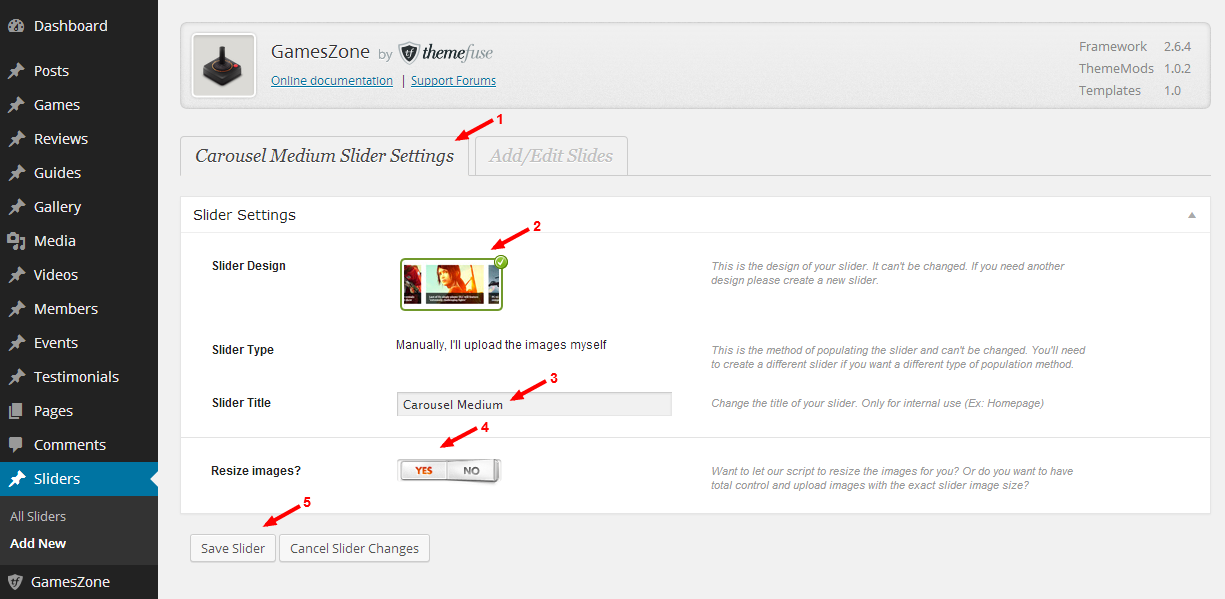 Dashboard
Posts
Games
Reviews
Guides
Gallery
Media
Videos
Members
Events
Testimonials
Pages
Comments
Sliders
All Sliders
Add New
GamesZone
GamesZone by tf themefuse
Online documentation | Support Forums
Framework 2.6.4
ThemeMods 1.0.2
Templates 1.0
1
Carousel Medium Slider Settings
Add/Edit Slides
Slider Settings
2
Slider Design
This is the design of your slider. It can't be changed. If you need another
design please create a new slider.
Slider Type
Manually, I'll upload the images myself
This is the method of populating the slider and can't be changed. You'll need
to create a different slider if you want a different type of population method.
3
Slider Title
Carousel Medium
Change the title of your slider. Only for internal use (Ex: Homepage)
4
Resize images?
YES NO
Want to let our script to resize the images for you? Or do you want to have
total control and upload images with the exact slider image size?
5
Save Slider
Cancel Slider Changes